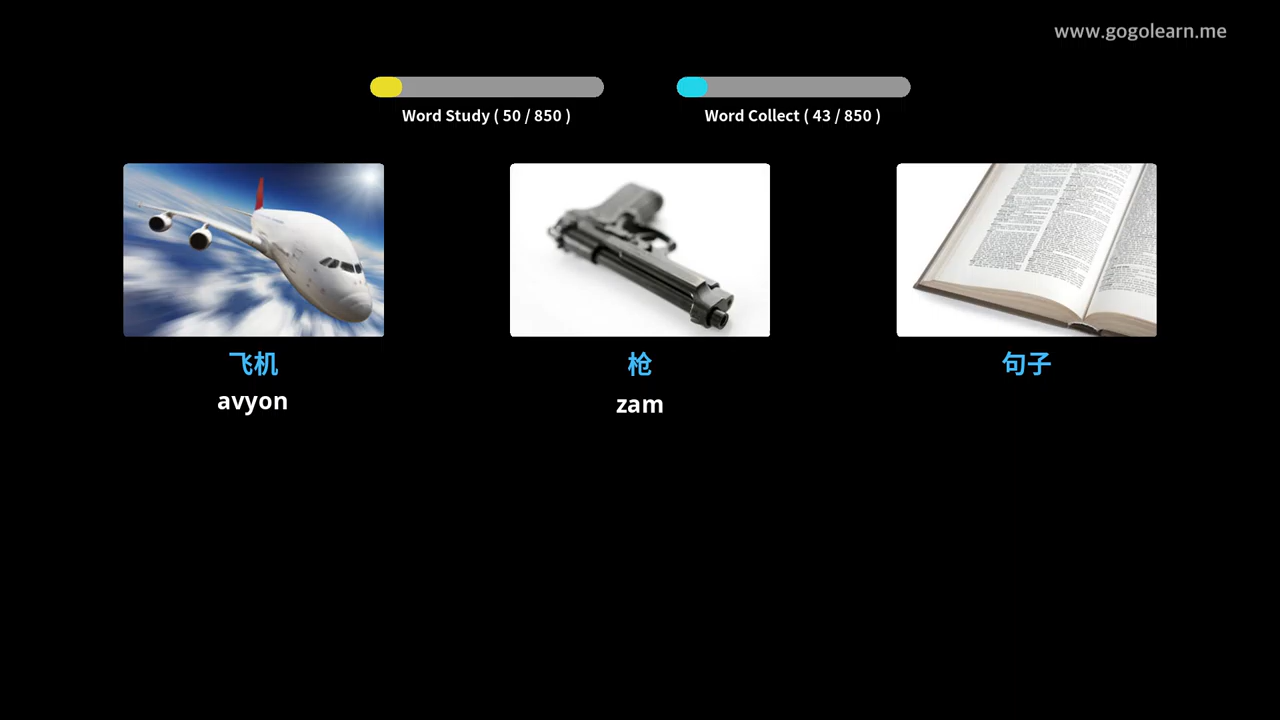 www.gogolearn.me
Word Study ( 50 / 850 )
Word Collect ( 43 / 850 )
飞机
avyon
枪
zam
句子